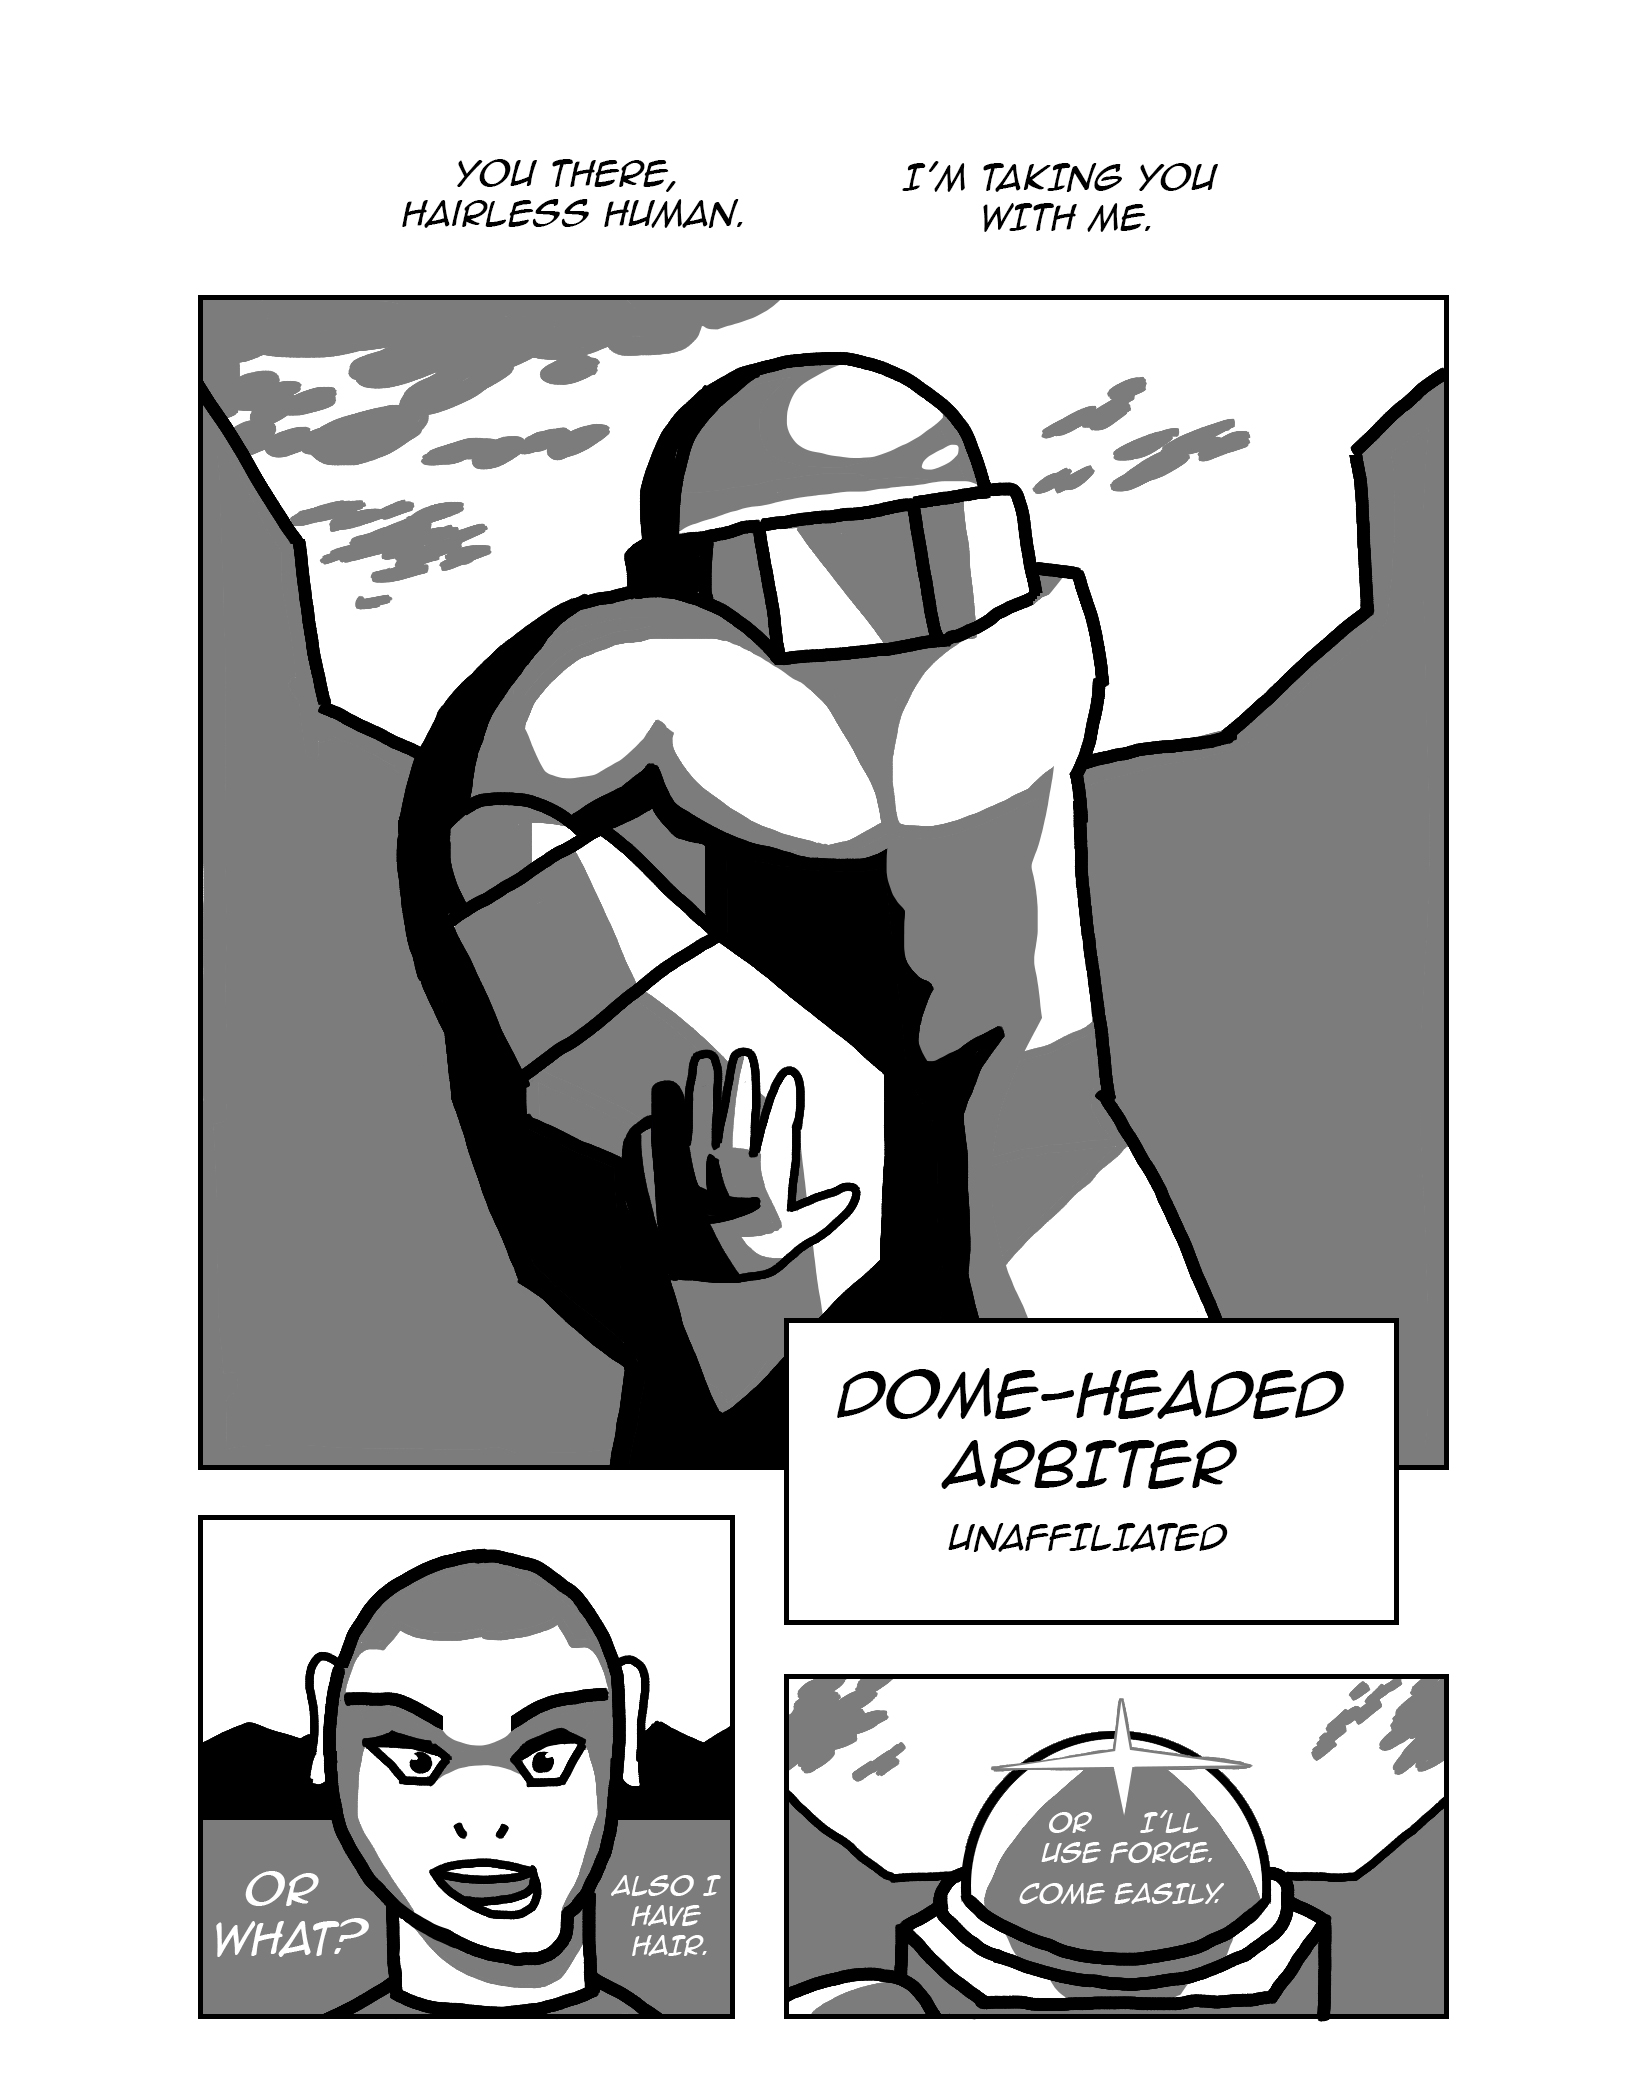 YOU THERE,
HAIRLESS HUMAN.
I'M TAKING YOU
WITH ME.
DOME-HEADED
ARBITER
UNAFFILIATED
OR
WHAT?
ALSO I
HAVE
HAIR.
OR I'LL
USE FORCE.
COME EASILY.